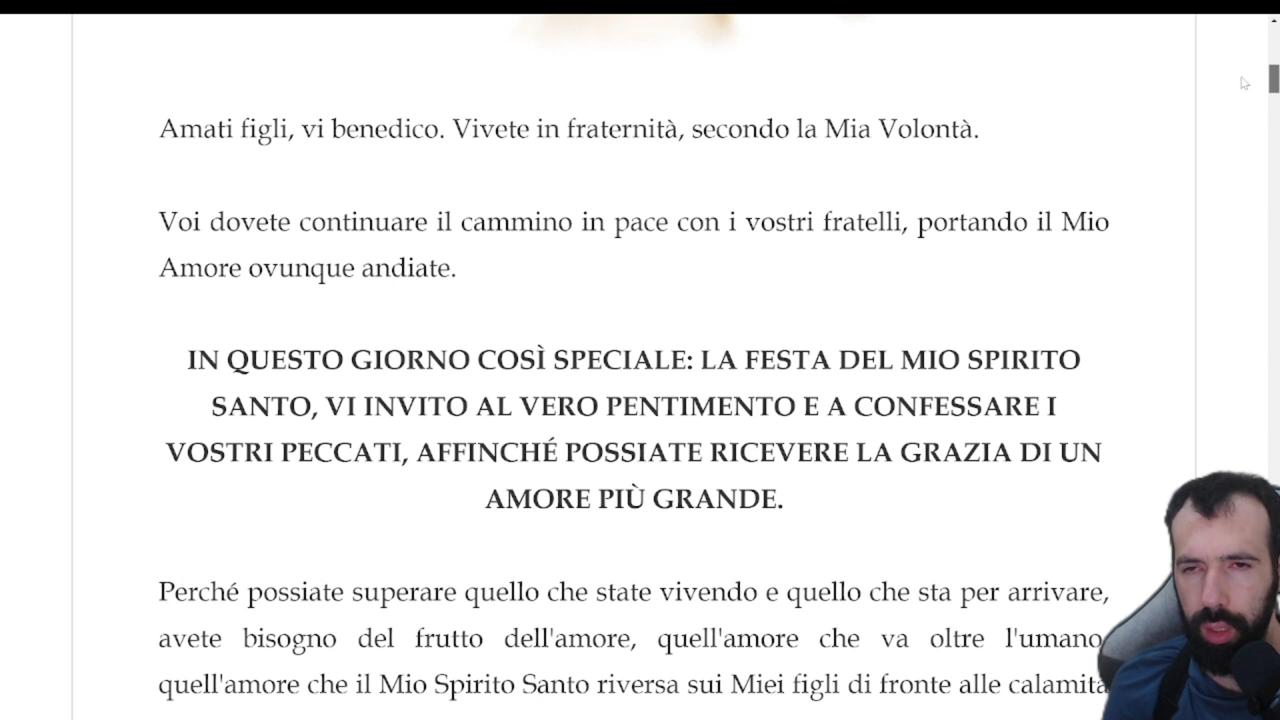 Amati figli, vi benedico. Vivete in fraternità, secondo la Mia Volontà.
Voi dovete continuare il cammino in pace con i vostri fratelli, portando il Mio
Amore ovunque andiate.
IN QUESTO GIORNO COSÌ SPECIALE: LA FESTA DEL MIO SPIRITO
SANTO, VI INVITO AL VERO PENTIMENTO E A CONFESSARE I
VOSTRI PECCATI, AFFINCHÉ POSSIATE RICEVERE LA GRAZIA DI UN
AMORE PIÙ GRANDE.
Perché possiate superare quello che state vivendo e quello che sta per arrivare,
avete bisogno del frutto dell'amore, quell'amore che va oltre l'umano,
quell'amore che il Mio Spirito Santo riversa sui Miei figli di fronte alle calamità